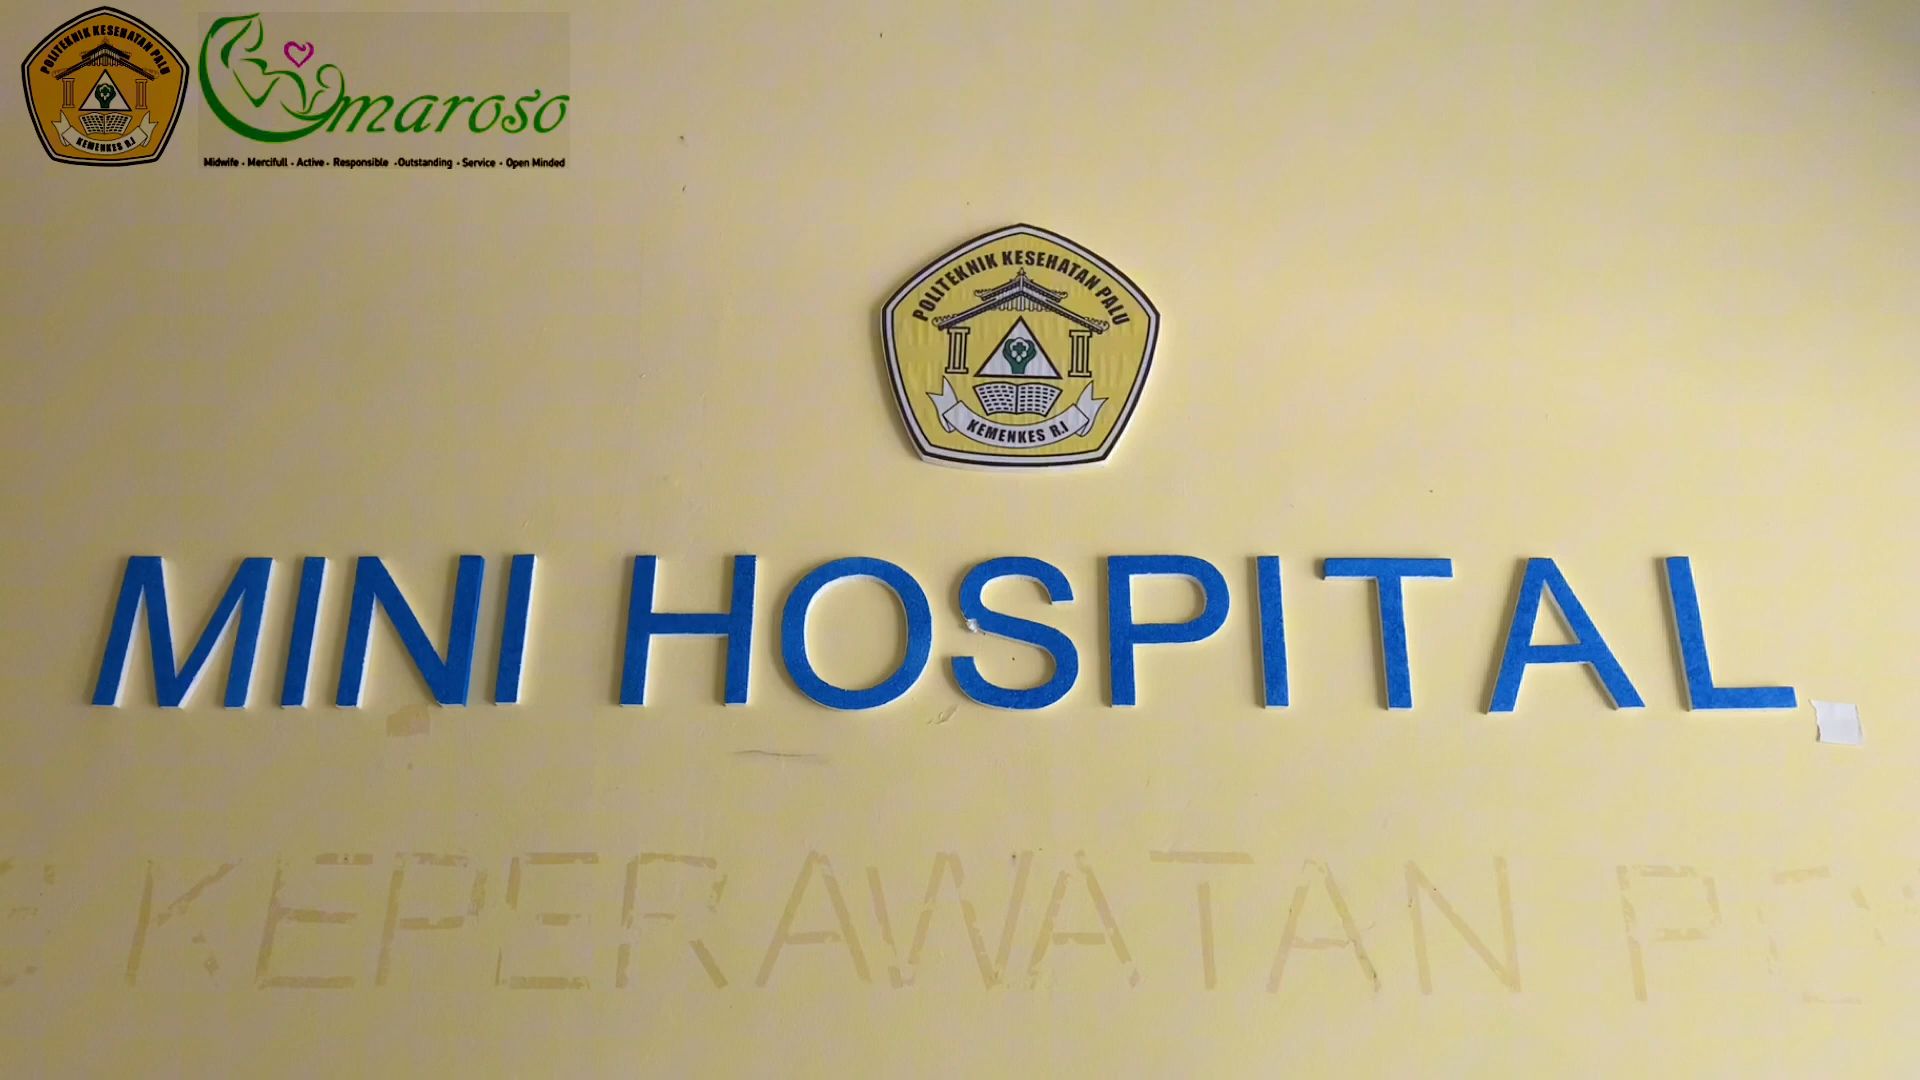 POLITEKNIK KESEHATAN PALU
KEMENKES R.I
maroso
Midwife • Mercifull • Active • Responsible • Outstanding • Service • Open Minded
POLITEKNIK KESEHATAN PALU
KEMENKES R.I
MINI HOSPITAL
KEPERAWATAN